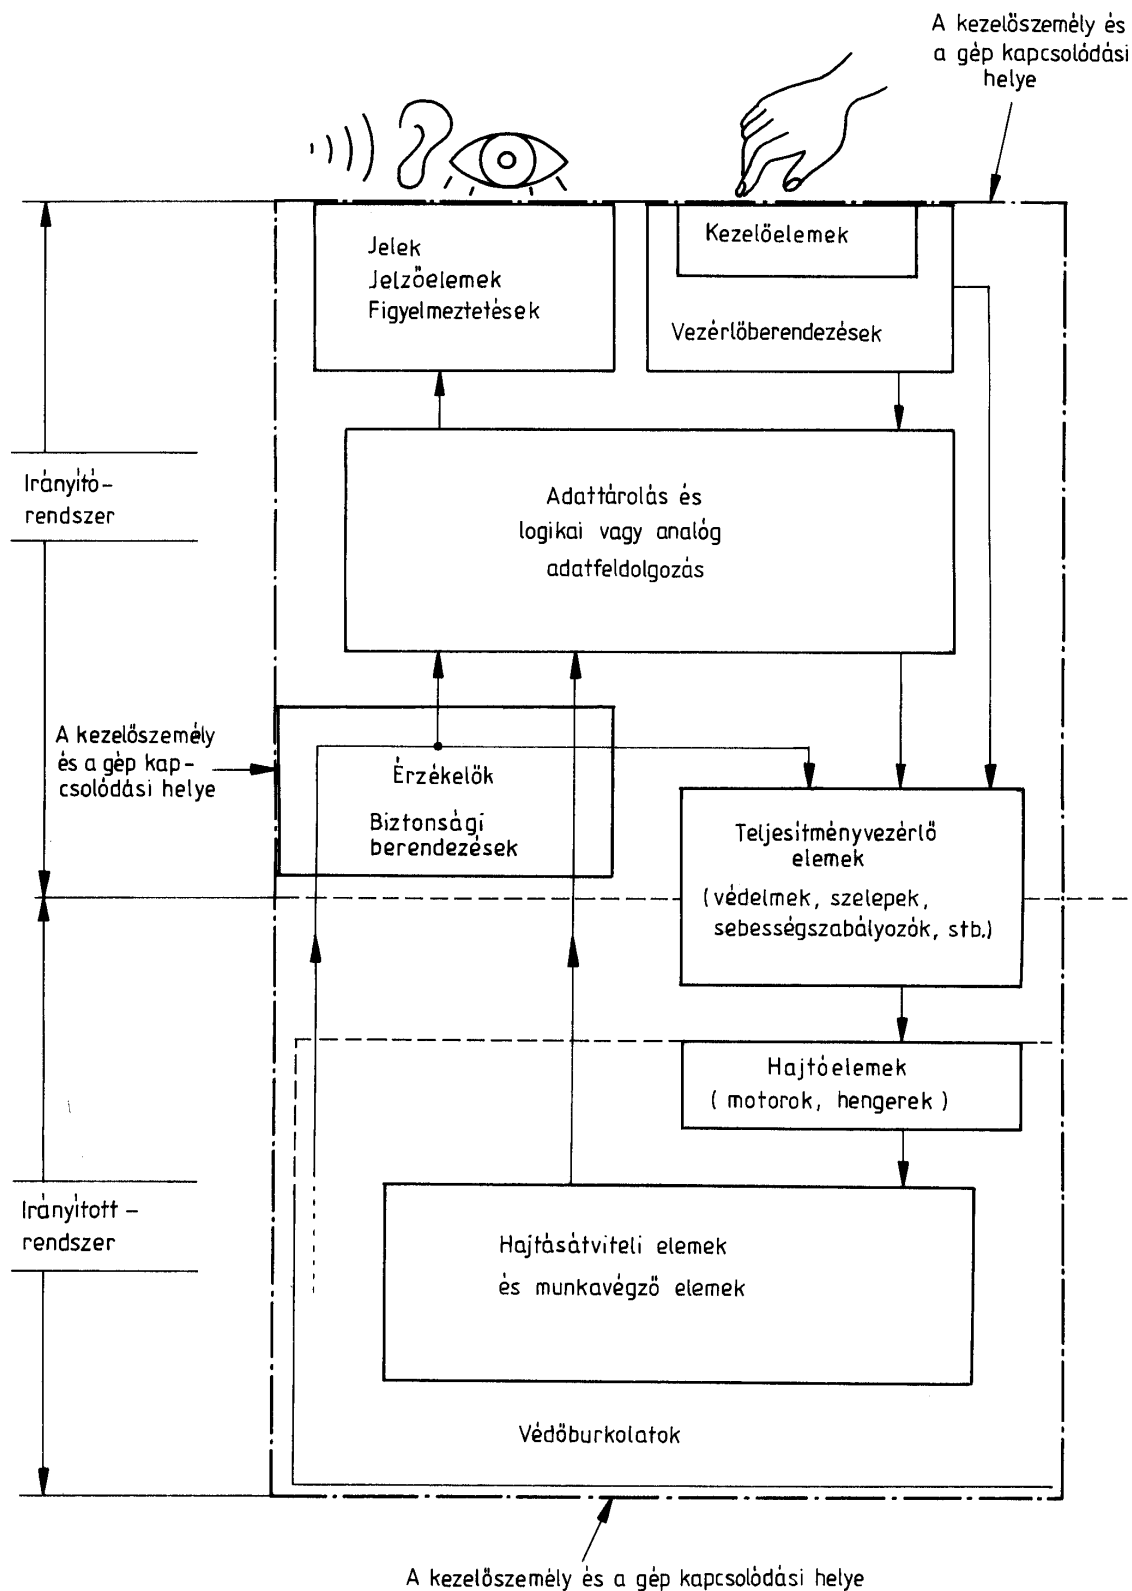 A kezelőszemély és
a gép kapcsolódási
helye
Jelek
Jelzőelemek
Figyelmeztetések
Kezelőelemek
Vezérlőberendezések
Irányító-
rendszer
Adattárolás és
logikai vagy analóg
adatfeldolgozás
A kezelőszemély
és a gép kap-
csolódási helye
Érzékelők
Biztonsági
berendezések
Teljesítményvezérlő
elemek
(védelmek, szelepek,
sebességszabályozók, stb.)
Hajtóelemek
(motorok, hengerek)
Irányított-
rendszer
Hajtásátviteli elemek
és munkavégző elemek
Védőburkolatok
A kezelőszemély és a gép kapcsolódási helye